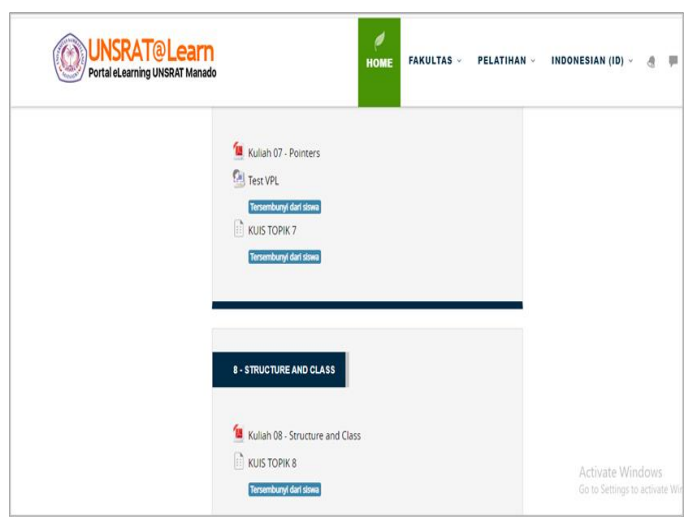 UNSRAT@Learn
Portal eLearning UNSRAT Manado
HOME FAKULTAS PELATIHAN INDONESIAN (ID)
Kuliah 07 - Pointers
Test VPL
Tersembunyi dari siswa
KUIS TOPIK 7
Tersembunyi dari siswa
8 - STRUCTURE AND CLASS
Kuliah 08 - Structure and Class
KUIS TOPIK 8
Tersembunyi dari siswa
Activate Windows
Go to Settings to activate Win